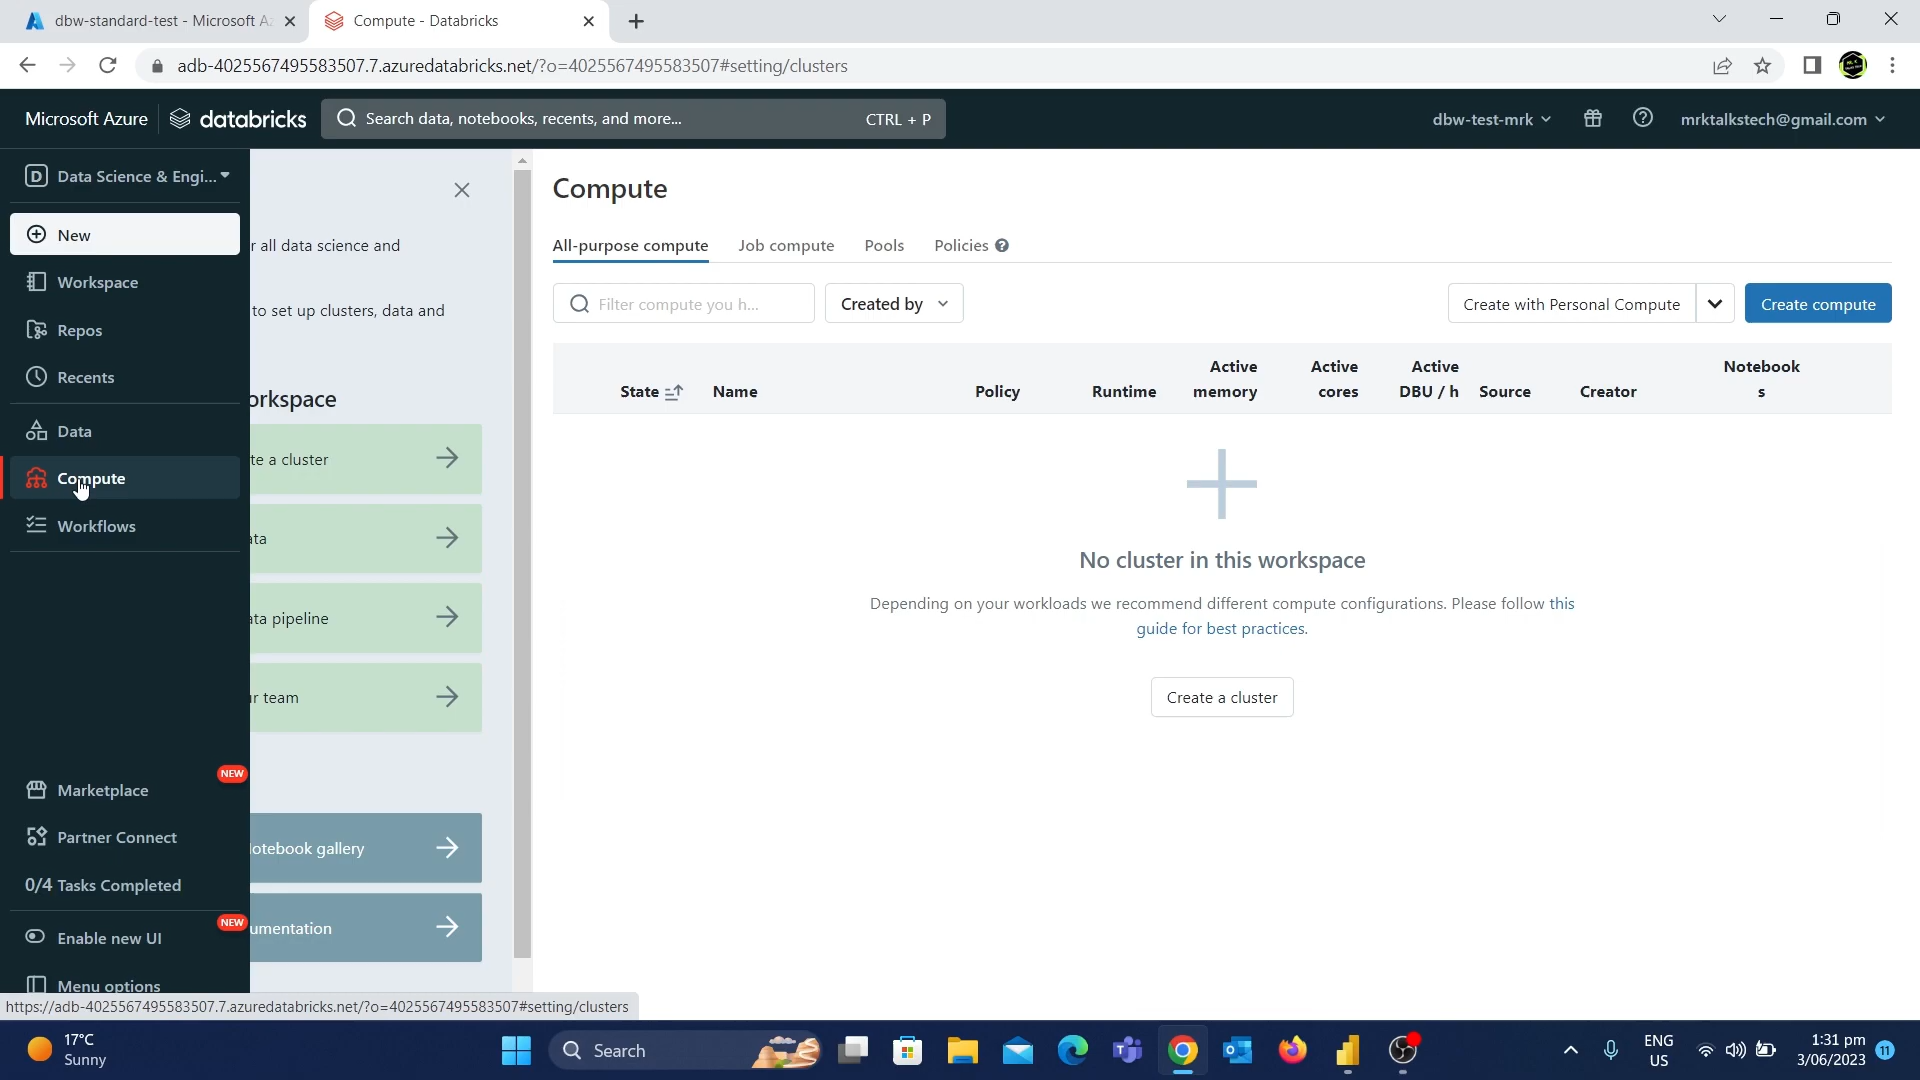 dbw-standard-test - Microsoft Az
Compute - Databricks
adb-4025567495583507.7.azuredatabricks.net/?o=4025567495583507#setting/clusters
Microsoft Azure
databricks
Search data, notebooks, recents, and more...
CTRL + P
dbw-test-mrk
mrktalkstech@gmail.com
D Data Science & Engi...
New
Workspace
Repos
Recents
Data
Compute
Workflows
Marketplace
NEW
Partner Connect
0/4 Tasks Completed
Enable new UI
NEW
Menu options
r all data science and
to set up clusters, data and
orkspace
te a cluster
ata
ata pipeline
ur team
Notebook gallery
umentation
Compute
All-purpose compute
Job compute
Pools
Policies ?
Filter compute you h...
Created by
Create with Personal Compute
Create compute
State
Name
Policy
Runtime
Active
memory
Active
cores
Active
DBU / h
Source
Creator
Notebook
s
No cluster in this workspace
Depending on your workloads we recommend different compute configurations. Please follow this
guide for best practices.
Create a cluster
https://adb-4025567495583507.7.azuredatabricks.net/?o=4025567495583507#setting/clusters
17°C
Sunny
Search
ENG
US
1:31 pm
3/06/2023
11